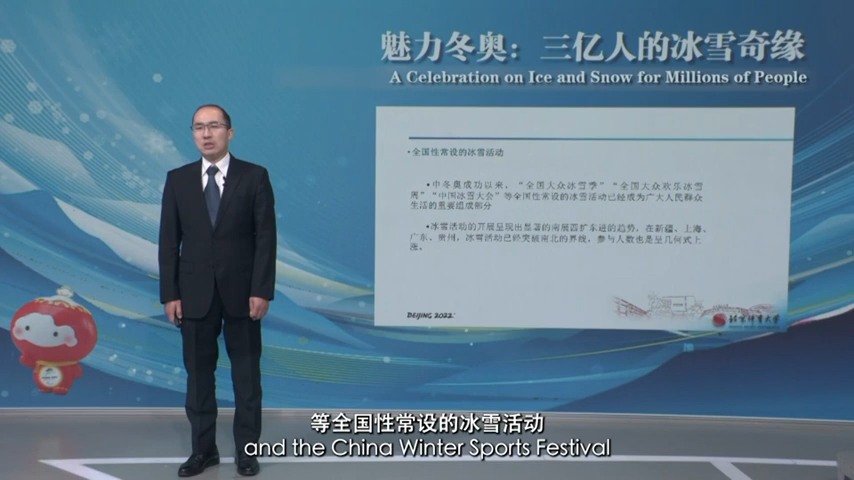 魅力冬奥：三亿人的冰雪奇缘
A Celebration on Ice and Snow for Millions of People
•全国性常设的冰雪活动
•申冬奥成功以来，“全国大众冰雪季”“全国大众欢乐冰雪
周”“中国冰雪大会”等全国性常设的冰雪活动已经成为广大人民群众
生活的重要组成部分
•冰雪活动的开展呈现出显著的南展西扩东进的趋势，在新疆、上海、
广东、贵州，冰雪活动已经突破南北的界线，参与人数也是呈几何式上
涨。
BEIJING 2022
北京体育大学
等全国性常设的冰雪活动
and the China Winter Sports Festival